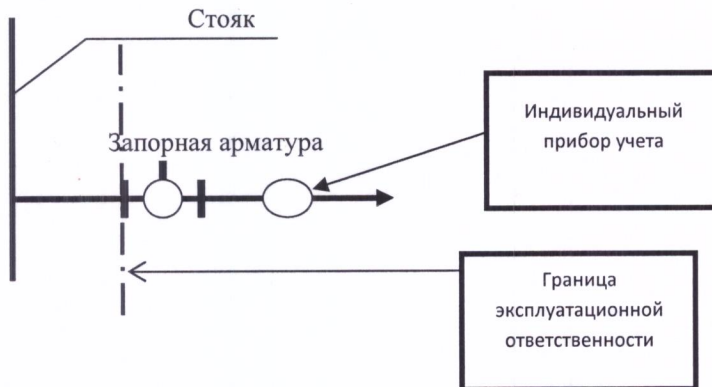 Стояк
Запорная арматура
Индивидуальный
прибор учета
Граница
эксплуатационной
ответственности